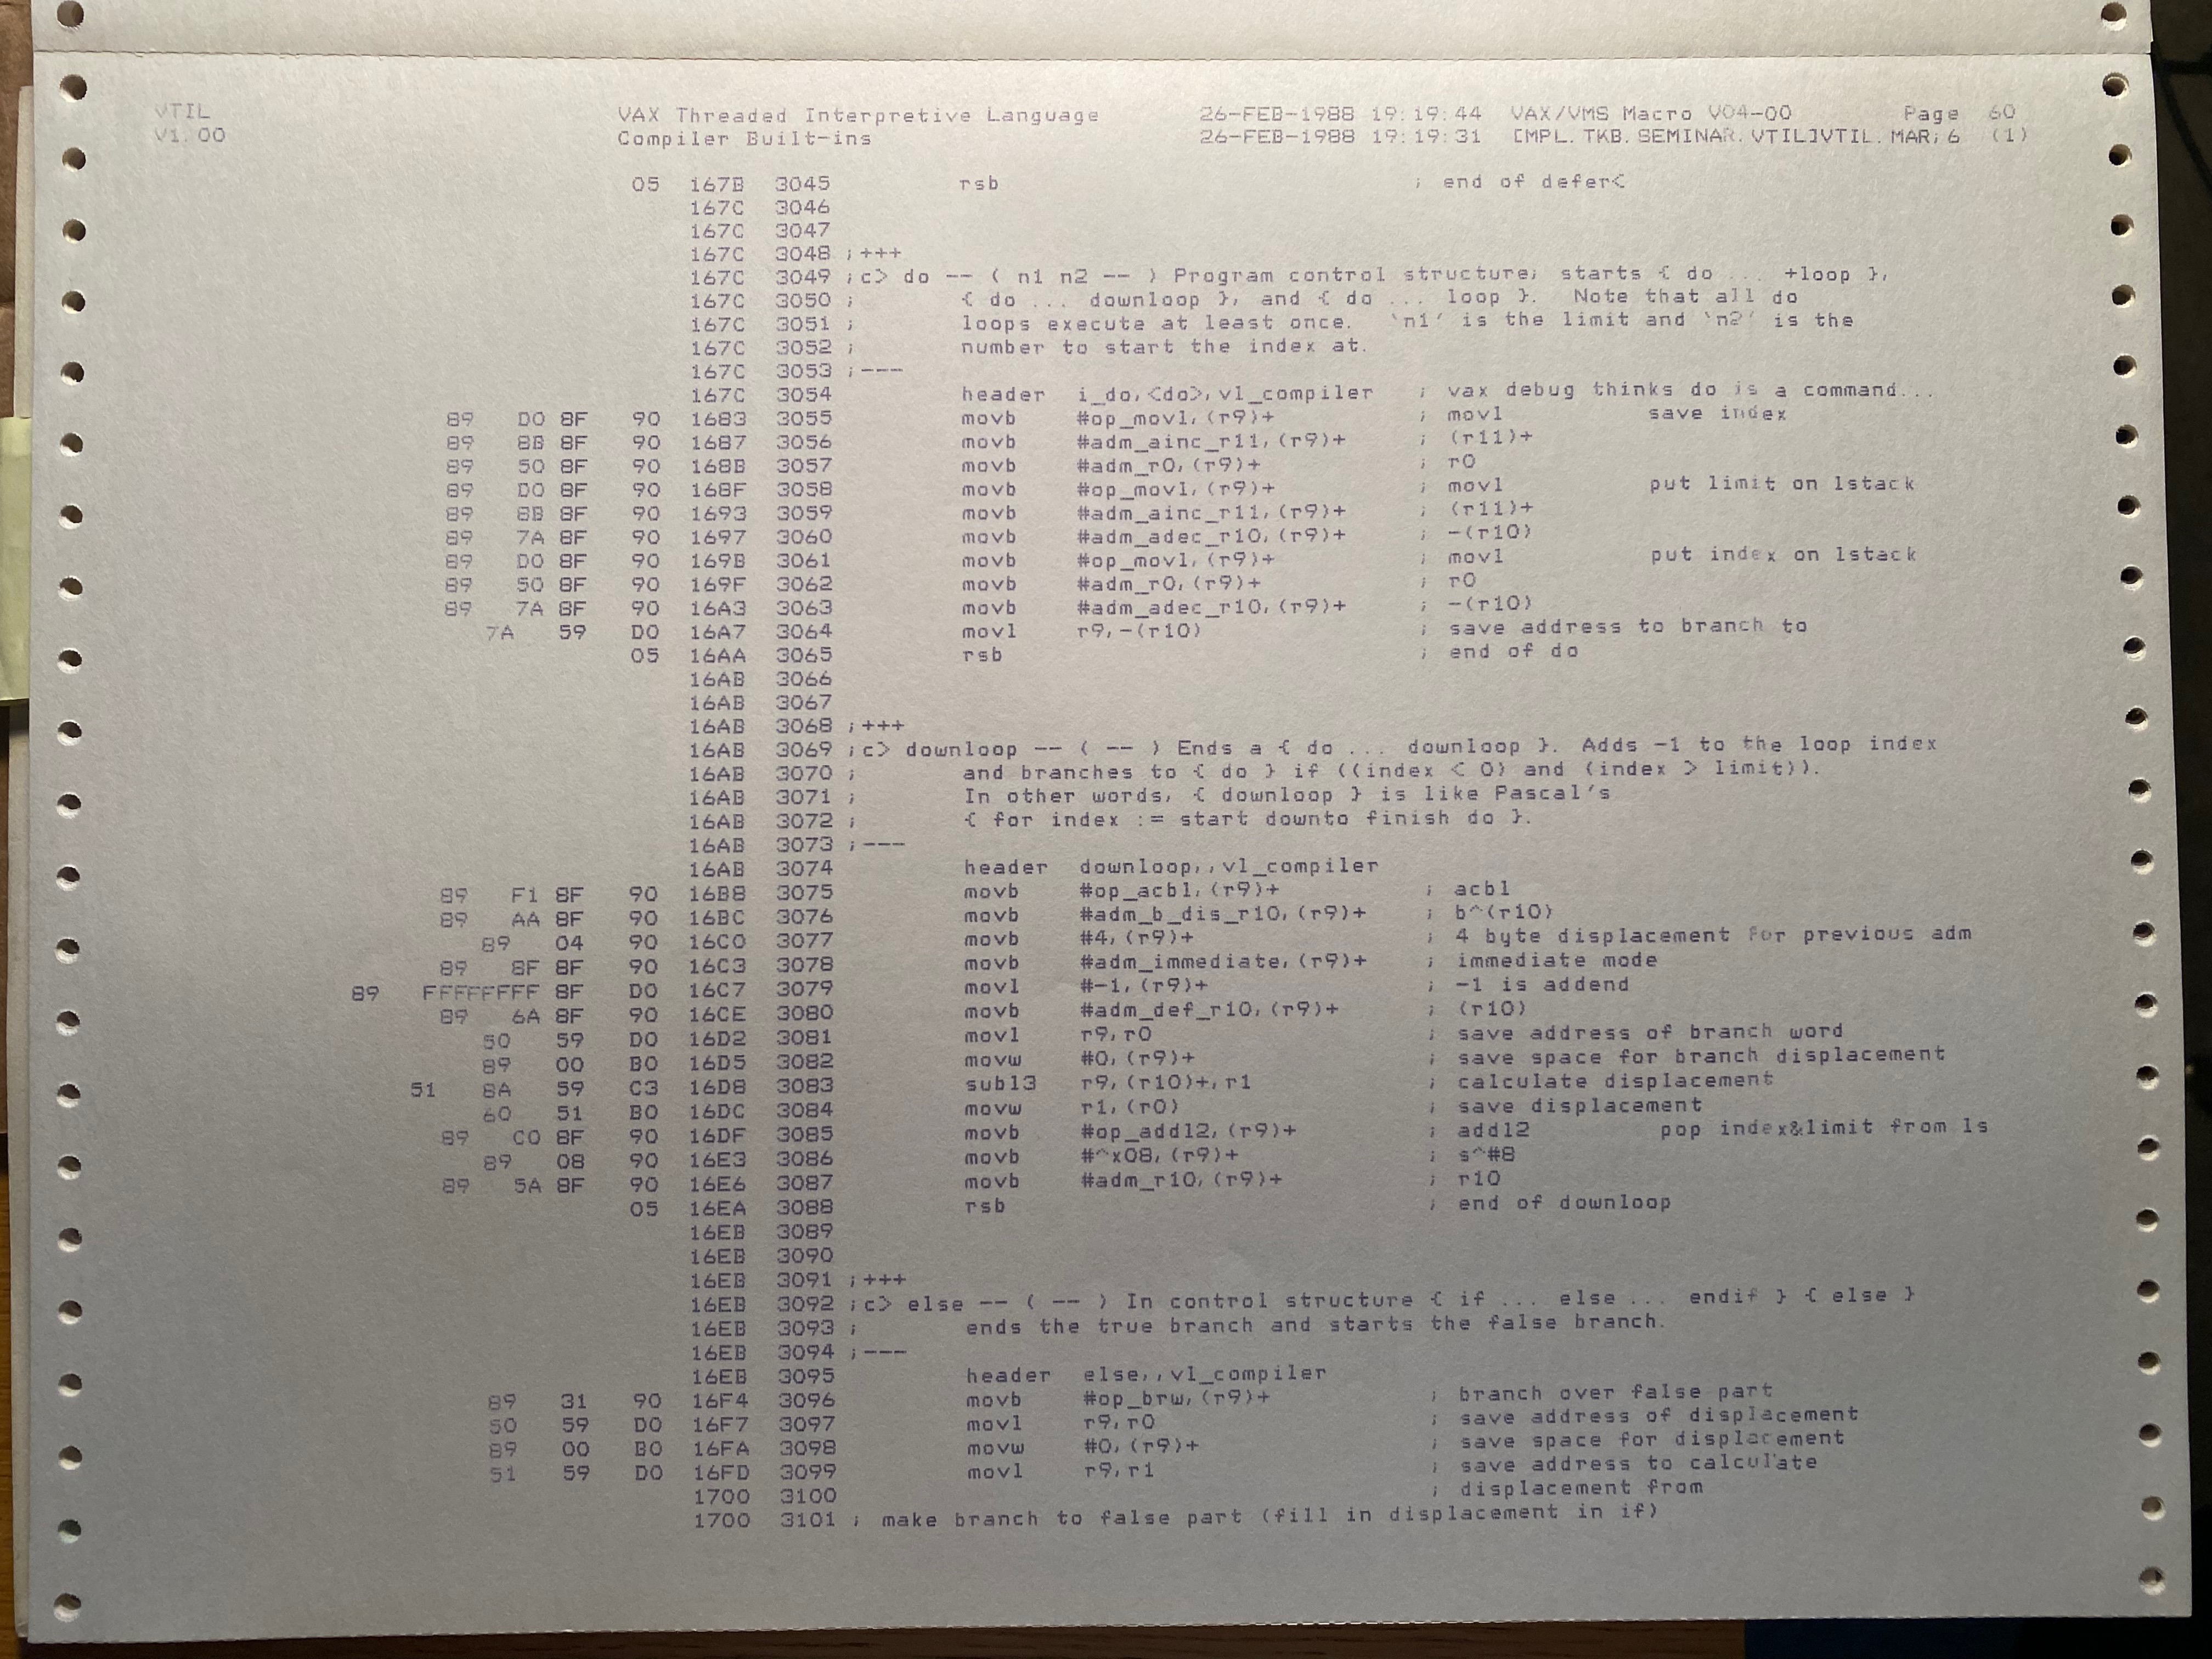 VTIL VAX Threaded Interpretive Language 26-FEB-1988 19:19:44 VAX/VMS Macro V04-00 Page 60
V1.00 Compiler Built-ins 26-FEB-1988 19:19:31 [MPL.TKB.SEMINAR.VTIL]VTIL.MAR;6 (1)
05 167B 3045 rsb ; end of defer<
167C 3046
167C 3047
167C 3048 ;+++
167C 3049 ;c> do -- ( n1 n2 -- ) Program control structure; starts { do ... +loop },
167C 3050 ; { do ... downloop }, and { do ... loop }. Note that all do
167C 3051 ; loops execute at least once. `n1' is the limit and `n2' is the
167C 3052 ; number to start the index at.
167C 3053 ;---
167C 3054 header i_do,<do>,vl_compiler ; vax debug thinks do is a command...
89 D0 8F 90 1683 3055 movb #op_movl,(r9)+ ; movl save index
89 8B 8F 90 1687 3056 movb #adm_ainc_r11,(r9)+ ; (r11)+
89 50 8F 90 168B 3057 movb #adm_r0,(r9)+ ; r0
89 D0 8F 90 168F 3058 movb #op_movl,(r9)+ ; movl put limit on lstack
89 8B 8F 90 1693 3059 movb #adm_ainc_r11,(r9)+ ; (r11)+
89 7A 8F 90 1697 3060 movb #adm_adec_r10,(r9)+ ; -(r10)
89 D0 8F 90 169B 3061 movb #op_movl,(r9)+ ; movl put index on lstack
89 50 8F 90 169F 3062 movb #adm_r0,(r9)+ ; r0
89 7A 8F 90 16A3 3063 movb #adm_adec_r10,(r9)+ ; -(r10)
7A 59 D0 16A7 3064 movl r9,-(r10) ; save address to branch to
05 16AA 3065 rsb ; end of do
16AB 3066
16AB 3067
16AB 3068 ;+++
16AB 3069 ;c> downloop -- ( -- ) Ends a { do ... downloop }. Adds -1 to the loop index
16AB 3070 ; and branches to { do } if ((index < 0) and (index > limit)).
16AB 3071 ; In other words, { downloop } is like Pascal's
16AB 3072 ; { for index := start downto finish do }.
16AB 3073 ;---
16AB 3074 header downloop,,vl_compiler
89 F1 8F 90 16B8 3075 movb #op_acbl,(r9)+ ; acbl
89 AA 8F 90 16BC 3076 movb #adm_b_dis_r10,(r9)+ ; b^(r10)
89 04 90 16C0 3077 movb #4,(r9)+ ; 4 byte displacement for previous adm
89 8F 8F 90 16C3 3078 movb #adm_immediate,(r9)+ ; immediate mode
89 FFFFFFFF 8F D0 16C7 3079 movl #-1,(r9)+ ; -1 is addend
89 6A 8F 90 16CE 3080 movb #adm_def_r10,(r9)+ ; (r10)
50 59 D0 16D2 3081 movl r9,r0 ; save address of branch word
89 00 B0 16D5 3082 movw #0,(r9)+ ; save space for branch displacement
51 8A 59 C3 16D8 3083 subl3 r9,(r10)+,r1 ; calculate displacement
60 51 B0 16DC 3084 movw r1,(r0) ; save displacement
89 C0 8F 90 16DF 3085 movb #op_addl2,(r9)+ ; addl2 pop index&limit from ls
89 08 90 16E3 3086 movb #^x08,(r9)+ ; s^#8
89 5A 8F 90 16E6 3087 movb #adm_r10,(r9)+ ; r10
05 16EA 3088 rsb ; end of downloop
16EB 3089
16EB 3090
16EB 3091 ;+++
16EB 3092 ;c> else -- ( -- ) In control structure { if ... else ... endif } { else }
16EB 3093 ; ends the true branch and starts the false branch.
16EB 3094 ;---
16EB 3095 header else,,vl_compiler
89 31 90 16F4 3096 movb #op_brw,(r9)+ ; branch over false part
50 59 D0 16F7 3097 movl r9,r0 ; save address of displacement
89 00 B0 16FA 3098 movw #0,(r9)+ ; save space for displacement
51 59 D0 16FD 3099 movl r9,r1 ; save address to calculate
1700 3100 ; displacement from
1700 3101 ; make branch to false part (fill in displacement in if)